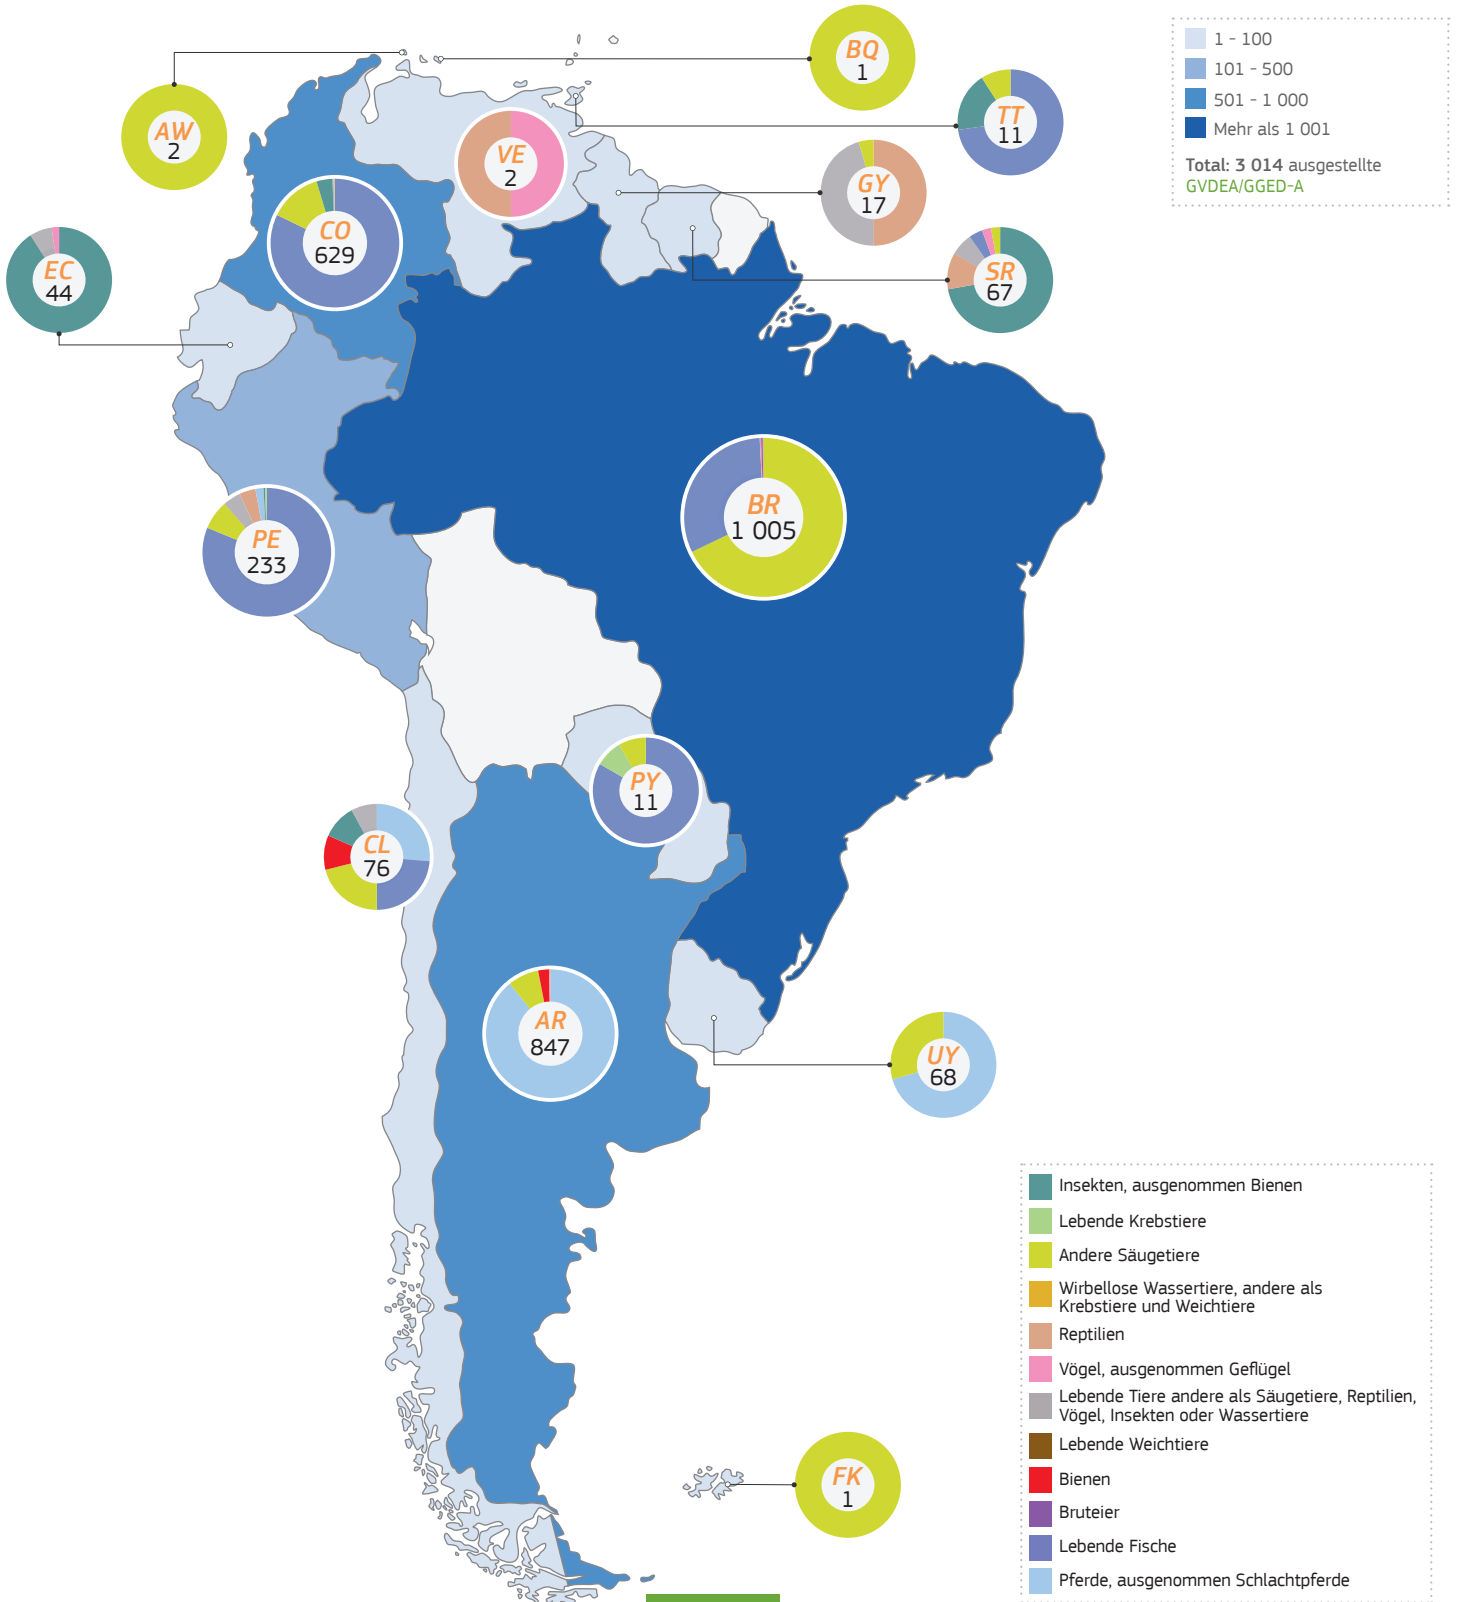 BQ
1
1 - 100
101 - 500
501 - 1 000
Mehr als 1 001
Total: 3 014 ausgestellte
GVDEA/GGED-A
AW
2
TT
11
VE
2
GY
17
CO
629
EC
44
SR
67
BR
1 005
PE
233
PY
11
CL
76
AR
847
UY
68
FK
1
Insekten, ausgenommen Bienen
Lebende Krebstiere
Andere Säugetiere
Wirbellose Wassertiere, andere als
Krebstiere und Weichtiere
Reptilien
Vögel, ausgenommen Geflügel
Lebende Tiere andere als Säugetiere, Reptilien,
Vögel, Insekten oder Wassertiere
Lebende Weichtiere
Bienen
Bruteier
Lebende Fische
Pferde, ausgenommen Schlachtpferde